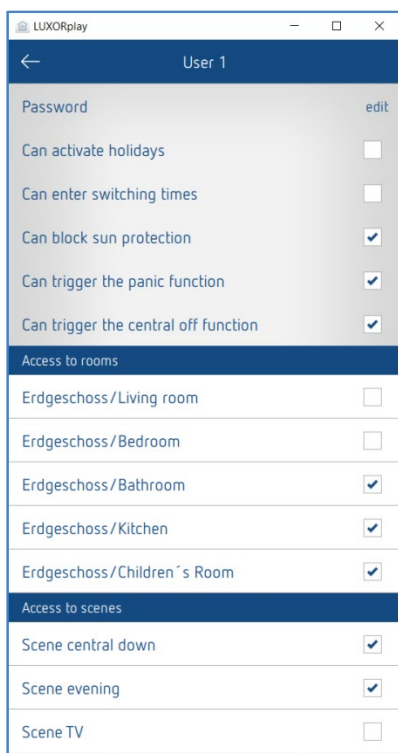 LUXORplay
User 1
Password edit
Can activate holidays
Can enter switching times
Can block sun protection
Can trigger the panic function
Can trigger the central off function
Access to rooms
Erdgeschoss/Living room
Erdgeschoss/Bedroom
Erdgeschoss/Bathroom
Erdgeschoss/Kitchen
Erdgeschoss/Children´s Room
Access to scenes
Scene central down
Scene evening
Scene TV